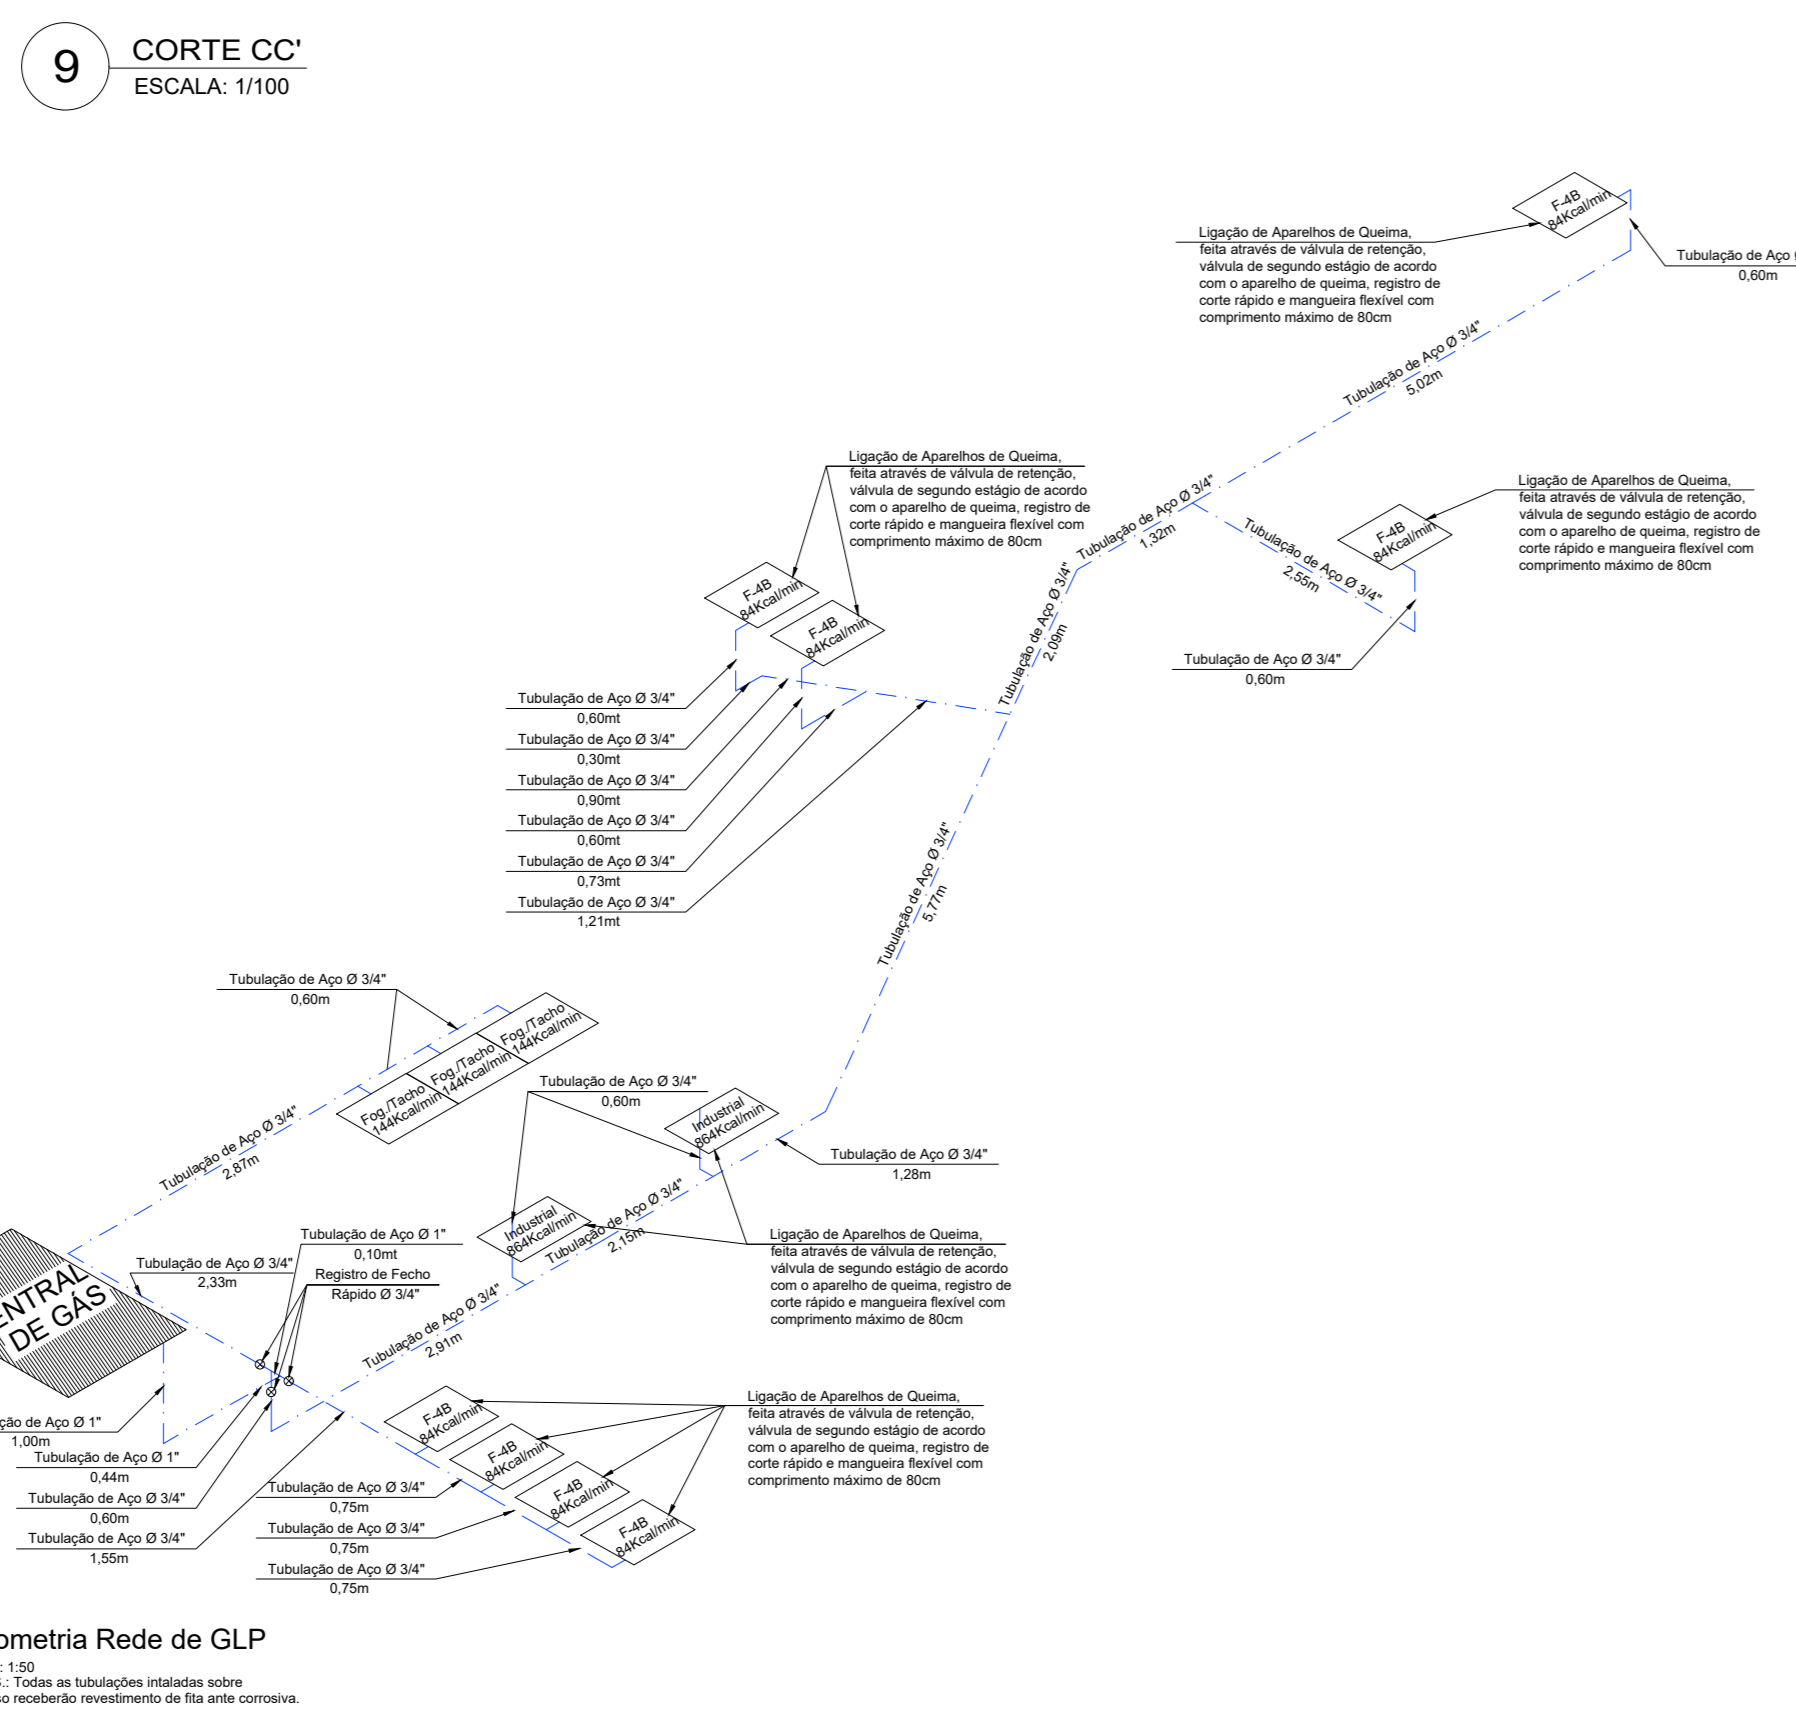 9
CORTE CC'
ESCALA: 1/100
F-4B
84Kcal/min
Ligação de Aparelhos de Queima,
feita através de válvula de retenção,
válvula de segundo estágio de acordo
com o aparelho de queima, registro de
corte rápido e mangueira flexível com
comprimento máximo de 80cm
Tubulação de Aço
0,60m
Tubulação de Aço Ø 3/4"
5,02m
Ligação de Aparelhos de Queima,
feita através de válvula de retenção,
válvula de segundo estágio de acordo
com o aparelho de queima, registro de
corte rápido e mangueira flexível com
comprimento máximo de 80cm
Ligação de Aparelhos de Queima,
feita através de válvula de retenção,
válvula de segundo estágio de acordo
com o aparelho de queima, registro de
corte rápido e mangueira flexível com
comprimento máximo de 80cm
F-4B
84Kcal/min
Tubulação de Aço Ø 3/4"
1,32m
Tubulação de Aço Ø 3/4"
2,55m
F-4B
84Kcal/min
F-4B
84Kcal/min
Tubulação de Aço Ø 3/4"
2,09m
Tubulação de Aço Ø 3/4"
0,60m
Tubulação de Aço Ø 3/4"
0,60mt
Tubulação de Aço Ø 3/4"
0,30mt
Tubulação de Aço Ø 3/4"
0,90mt
Tubulação de Aço Ø 3/4"
0,60mt
Tubulação de Aço Ø 3/4"
0,73mt
Tubulação de Aço Ø 3/4"
1,21mt
Tubulação de Aço Ø 3/4"
5,77m
Tubulação de Aço Ø 3/4"
0,60m
Fog./Tacho
144Kcal/min
Fog./Tacho
144Kcal/min
Fog./Tacho
144Kcal/min
Tubulação de Aço Ø 3/4"
0,60m
Industrial
864Kcal/min
Tubulação de Aço Ø 3/4"
2,87m
Tubulação de Aço Ø 3/4"
1,28m
Industrial
864Kcal/min
Tubulação de Aço Ø 3/4"
2,15m
Ligação de Aparelhos de Queima,
feita através de válvula de retenção,
válvula de segundo estágio de acordo
com o aparelho de queima, registro de
corte rápido e mangueira flexível com
comprimento máximo de 80cm
Tubulação de Aço Ø 1"
0,10mt
Tubulação de Aço Ø 3/4"
2,33m
Registro de Fecho
Rápido Ø 3/4"
ENTRAL
DE GÁS
Tubulação de Aço Ø 3/4"
2,91m
Ligação de Aparelhos de Queima,
feita através de válvula de retenção,
válvula de segundo estágio de acordo
com o aparelho de queima, registro de
corte rápido e mangueira flexível com
comprimento máximo de 80cm
F-4B
84Kcal/min
F-4B
84Kcal/min
F-4B
84Kcal/min
F-4B
84Kcal/min
ção de Aço Ø 1"
1,00m
Tubulação de Aço Ø 1"
0,44m
Tubulação de Aço Ø 3/4"
0,60m
Tubulação de Aço Ø 3/4"
1,55m
Tubulação de Aço Ø 3/4"
0,75m
Tubulação de Aço Ø 3/4"
0,75m
Tubulação de Aço Ø 3/4"
0,75m
ometria Rede de GLP
: 1:50
.: Todas as tubulações intaladas sobre
so receberão revestimento de fita ante corrosiva.